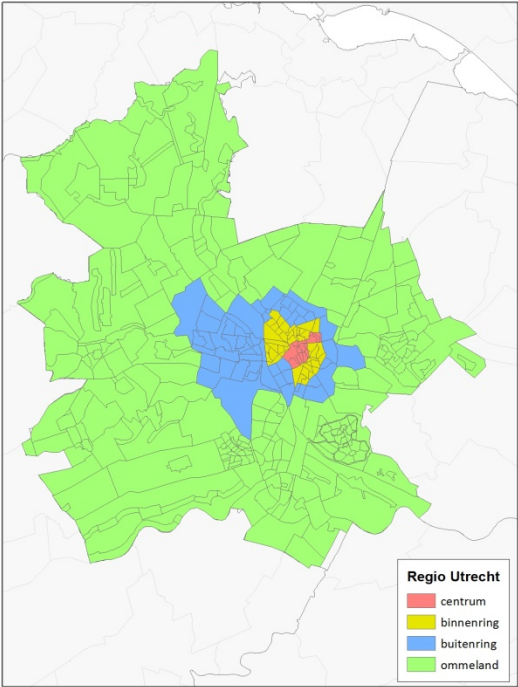 Regio Utrecht
centrum
binnenring
buitenring
ommeland